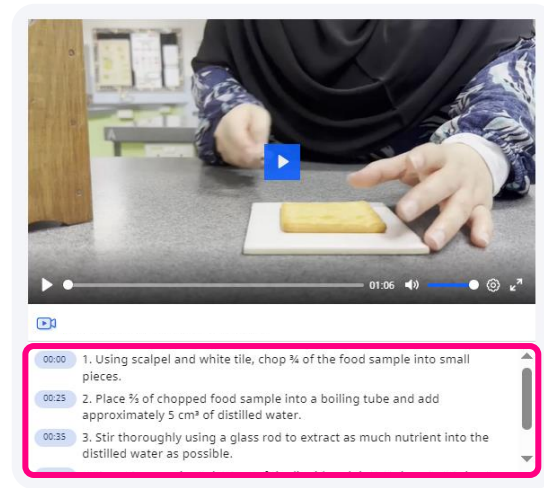 01:06
00:00 1. Using scalpel and white tile, chop ¾ of the food sample into small
pieces.
00:25 2. Place ⅔ of chopped food sample into a boiling tube and add
approximately 5 cm³ of distilled water.
00:35 3. Stir thoroughly using a glass rod to extract as much nutrient into the
distilled water as possible.